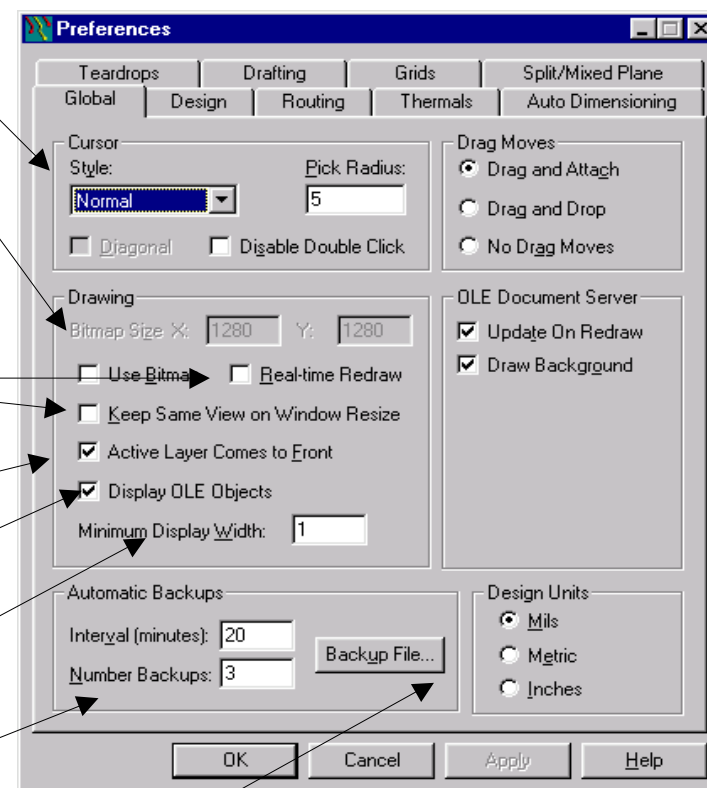 Preferences
Teardrops Drafting Grids Split/Mixed Plane
Global Design Routing Thermals Auto Dimensioning
Cursor
Style: Pick Radius:
Normal 5
Diagonal Disable Double Click
Drag Moves
Drag and Attach
Drag and Drop
No Drag Moves
Drawing
Bitmap Size X: 1280 Y: 1280
Use Bitmap Real-time Redraw
Keep Same View on Window Resize
Active Layer Comes to Front
Display OLE Objects
Minimum Display Width: 1
OLE Document Server
Update On Redraw
Draw Background
Automatic Backups
Interval (minutes): 20
Number Backups: 3
Backup File...
Design Units
Mils
Metric
Inches
OK Cancel Apply Help